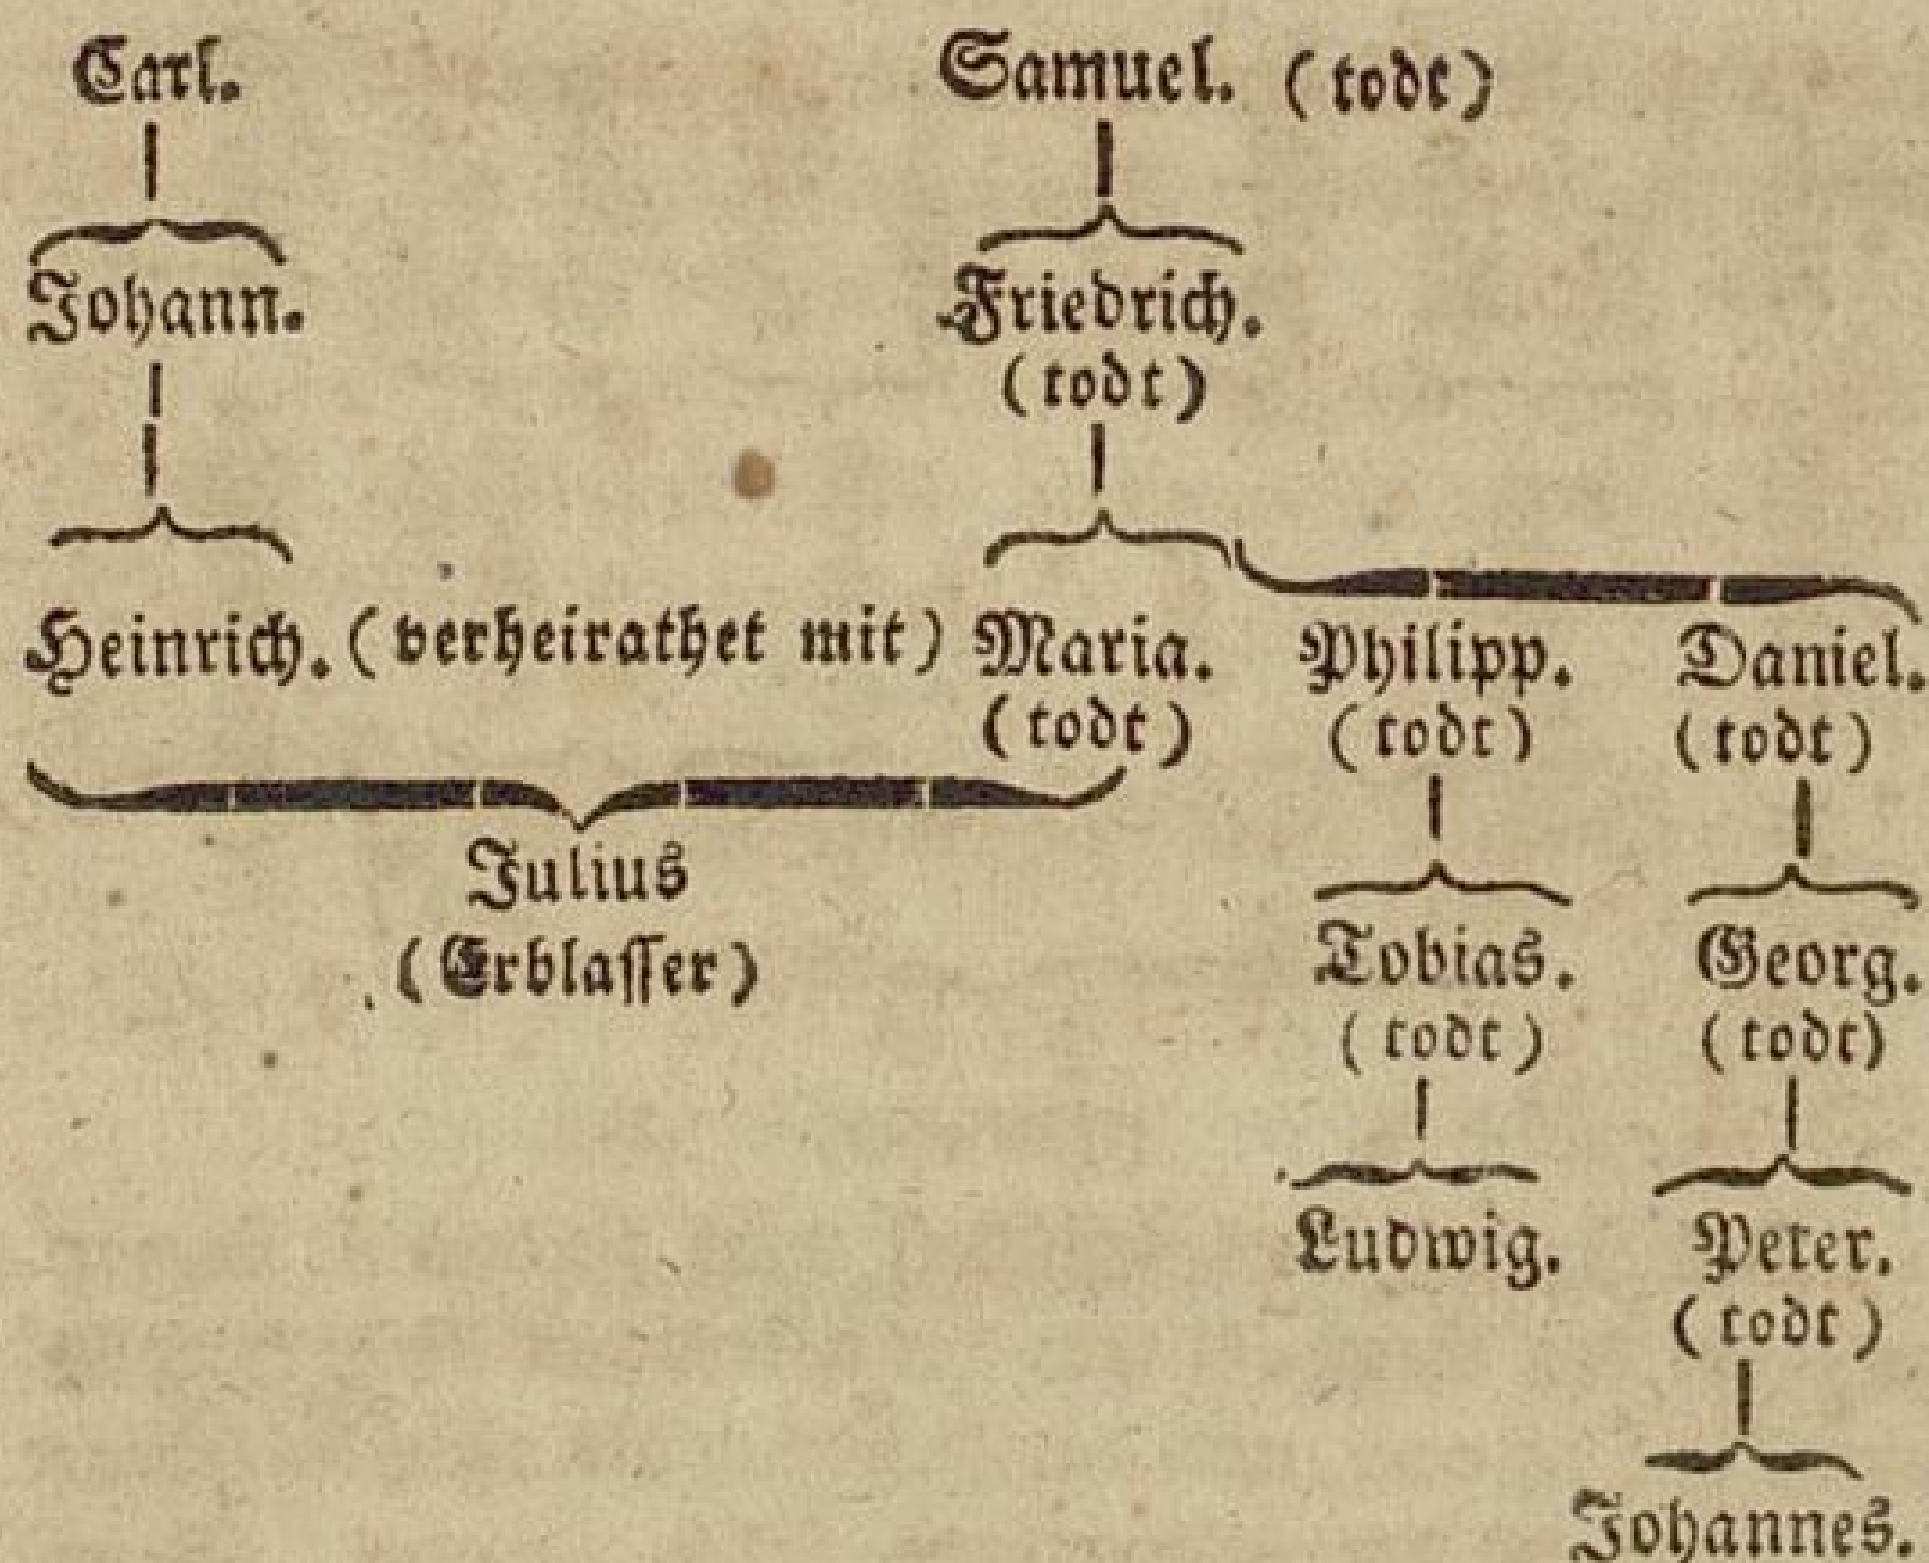 Carl. Samuel. (todt)
Johann. Friedrich.
(todt)
Heinrich. (verheirathet mit) Maria. Philipp. Daniel.
(todt) (todt) (todt)
Julius
(Erblasser)
Tobias. Georg.
(todt) (todt)
Ludwig. Peter.
(todt)
Johannes.